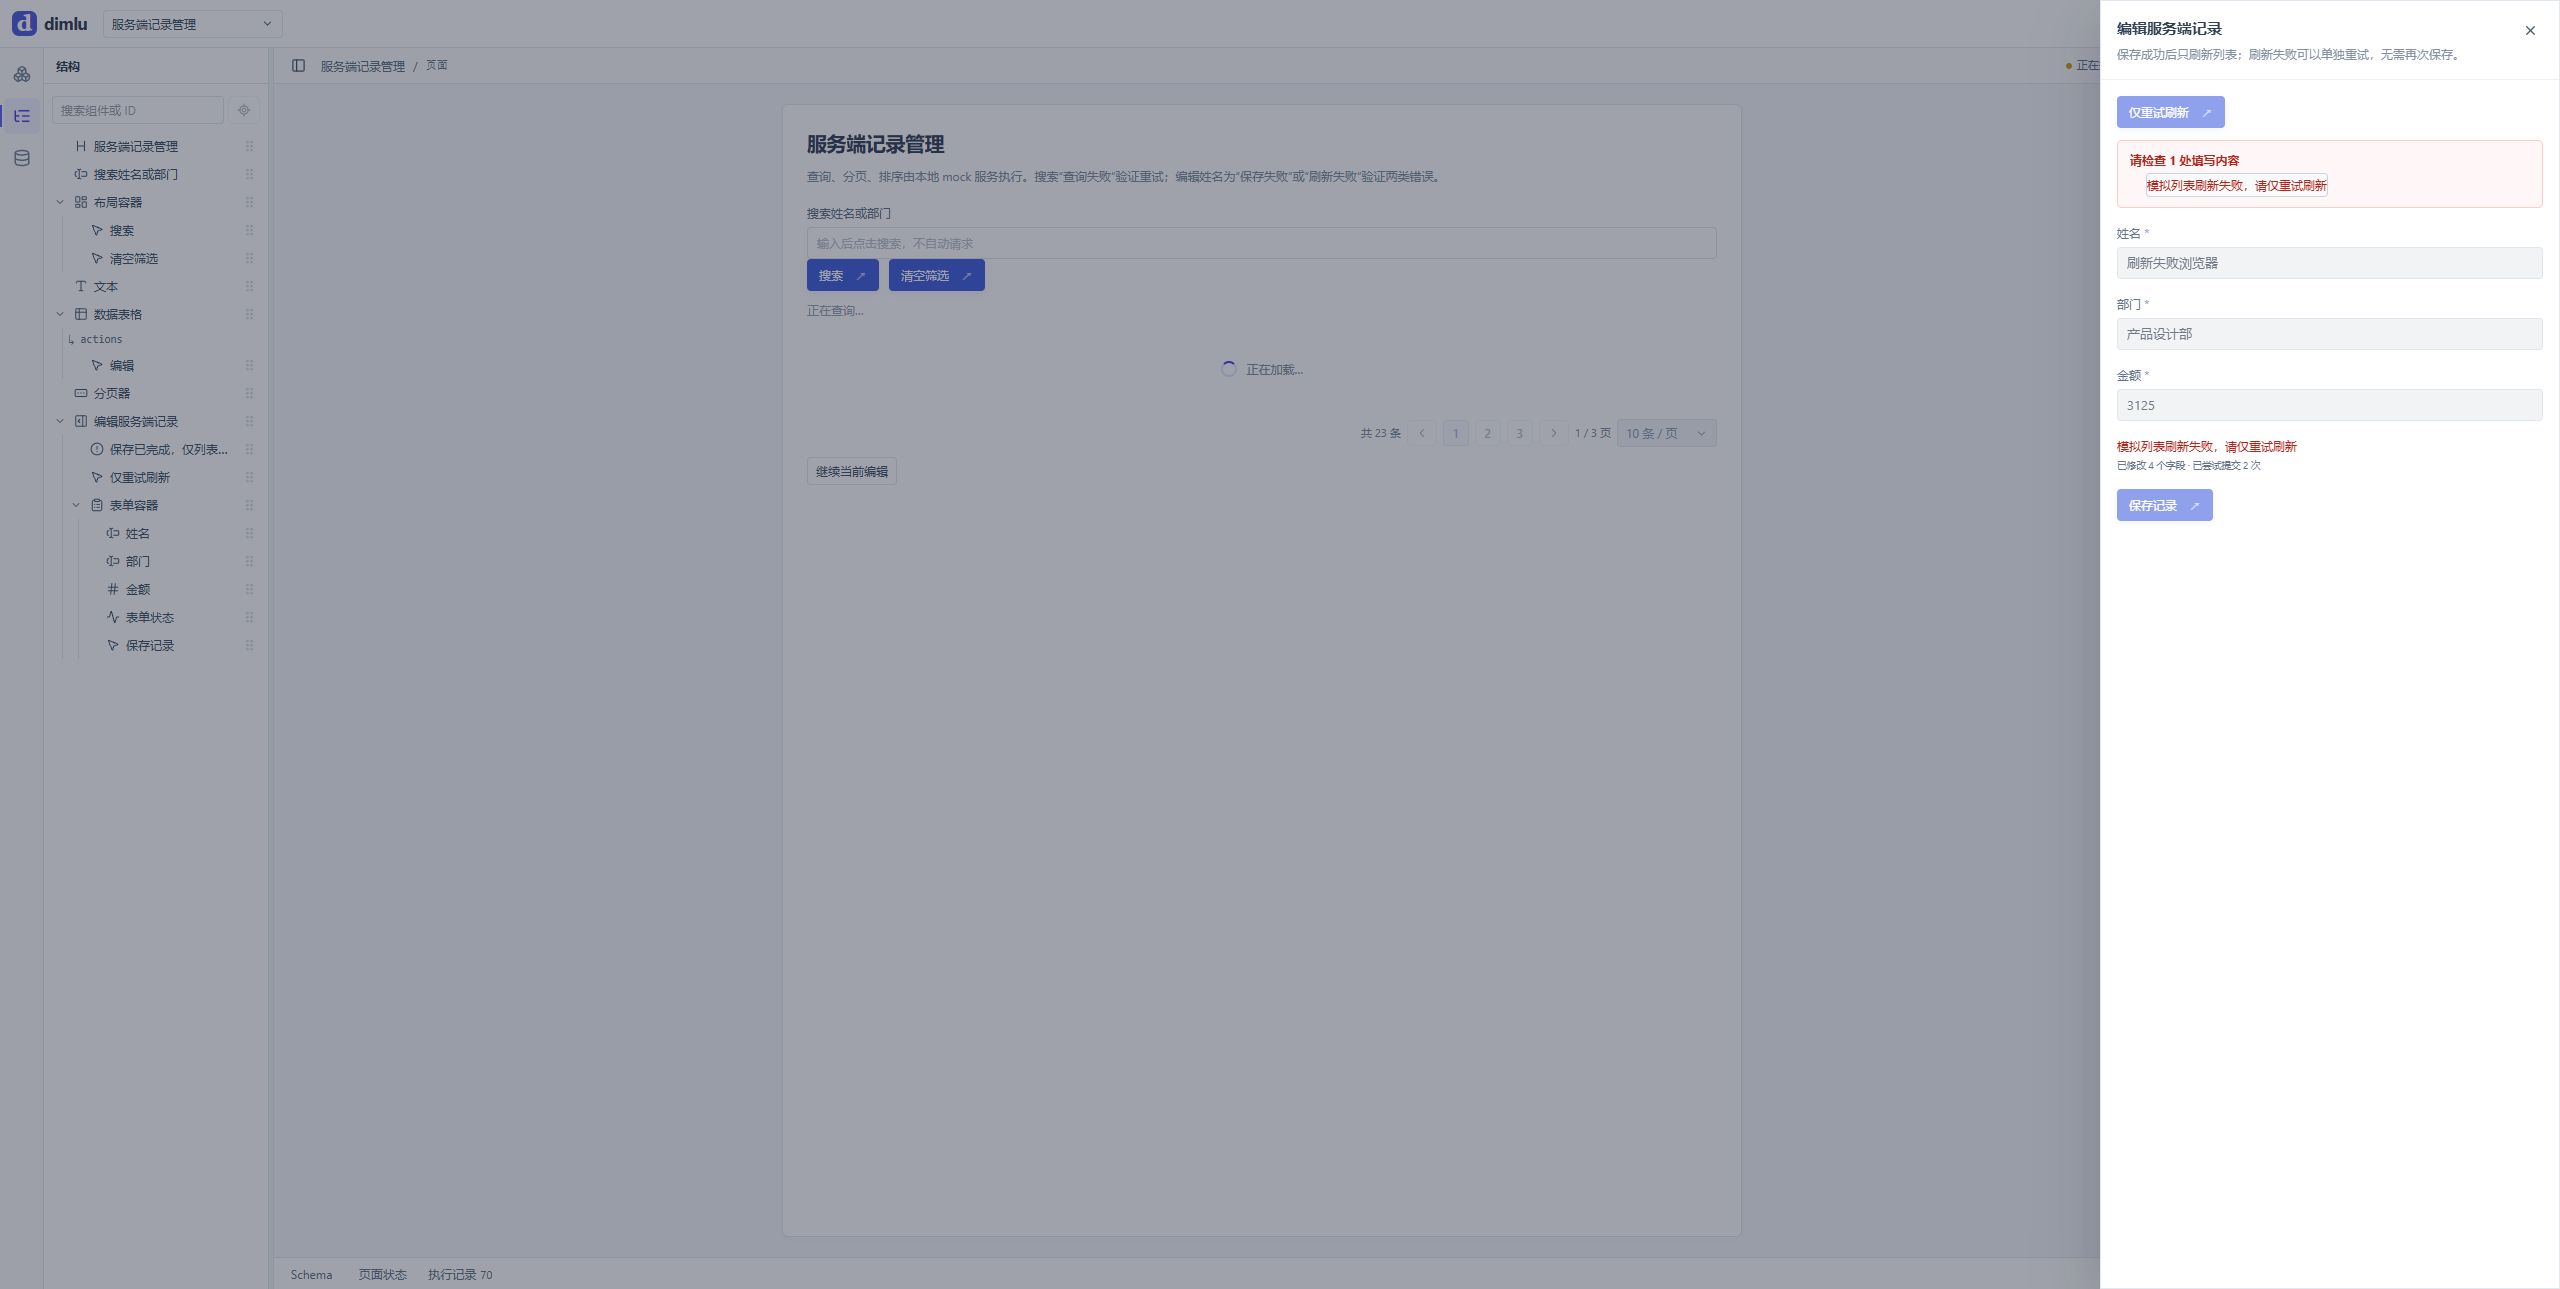 dimlu
服务端记录管理
结构
搜索组件或 ID
服务端记录管理
搜索姓名或部门
布局容器
搜索
清空筛选
文本
数据表格
actions
编辑
分页器
编辑服务端记录
保存已完成，仅列表...
仅重试刷新
表单容器
姓名
部门
金额
表单状态
保存记录
服务端记录管理 / 页面
正在
服务端记录管理
查询、分页、排序由本地 mock 服务执行。搜索“查询失败”验证重试；编辑姓名为“保存失败”或“刷新失败”验证两类错误。
搜索姓名或部门
输入后点击搜索，不自动请求
搜索 清空筛选
正在查询...
正在加载...
共 23 条 1 2 3 1 / 3 页 10 条 / 页
继续当前编辑
Schema 页面状态 执行记录 70
编辑服务端记录
保存成功后只刷新列表；刷新失败可以单独重试，无需再次保存。
仅重试刷新
请检查 1 处填写内容
模拟列表刷新失败，请仅重试刷新
姓名 *
刷新失败浏览器
部门 *
产品设计部
金额 *
3125
模拟列表刷新失败，请仅重试刷新
已修改 4 个字段 · 已尝试提交 2 次
保存记录